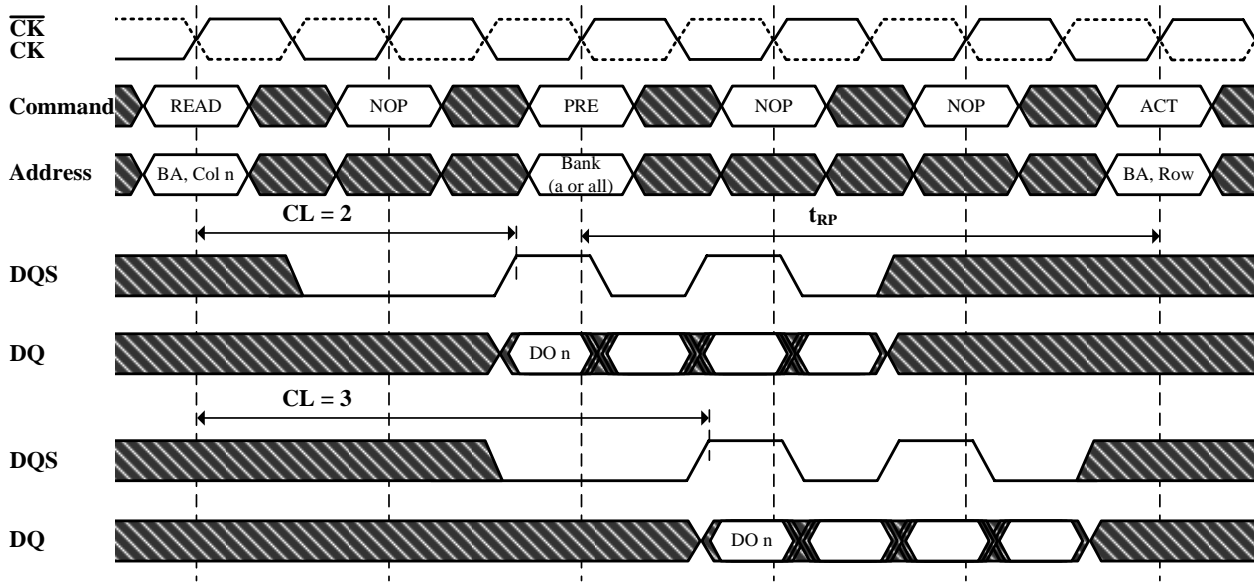 C̅K̅
CK
Command READ NOP PRE NOP NOP ACT
Address BA, Col n Bank (a or all) BA, Row
CL = 2 tRP
DQS
DQ DO n
CL = 3
DQS
DQ DO n